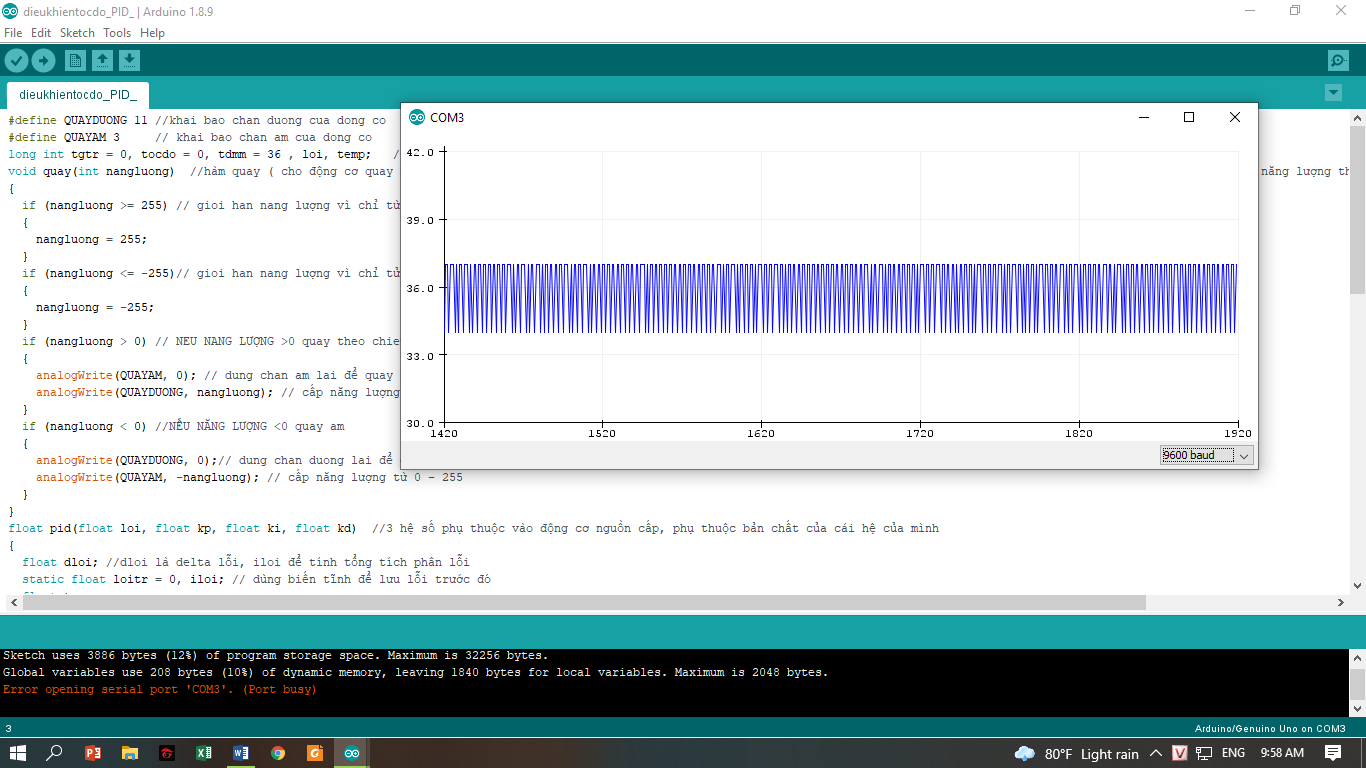 dieukhientocdo_PID_ | Arduino 1.8.9
File Edit Sketch Tools Help
dieukhientocdo_PID_
#define QUAYDUONG 11 //khai bao chan duong cua dong co
#define QUAYAM 3 // khai bao chan am cua dong co
long int tgtr = 0, tocdo = 0, tdmm = 36 , loi, temp; /
void quay(int nangluong) //hàm quay ( cho động cơ quay năng lượng th
{
if (nangluong >= 255) // gioi han nang lượng vì chỉ từ
{
nangluong = 255;
}
if (nangluong <= -255)// gioi han nang lượng vì chỉ từ
{
nangluong = -255;
}
if (nangluong > 0) // NEU NANG LƯỢNG >0 quay theo chie
{
analogWrite(QUAYAM, 0); // dung chan am lai để quay
analogWrite(QUAYDUONG, nangluong); // cấp năng lượng
}
if (nangluong < 0) //NẾU NĂNG LƯỢNG <0 quay am
{
analogWrite(QUAYDUONG, 0);// dung chan duong lai để
analogWrite(QUAYAM, -nangluong); // cấp năng lượng từ 0 - 255
}
}
float pid(float loi, float kp, float ki, float kd) //3 hệ số phụ thuộc vào động cơ nguồn cấp, phụ thuộc bản chất của cái hệ của mình
{
float dloi; //dloi là delta lỗi, iloi để tính tổng tích phân lỗi
static float loitr = 0, iloi; // dùng biến tĩnh để lưu lỗi trước đó
COM3
42.0
39.0
36.0
33.0
30.0
1420 1520 1620 1720 1820 1920
9600 baud
Sketch uses 3886 bytes (12%) of program storage space. Maximum is 32256 bytes.
Global variables use 208 bytes (10%) of dynamic memory, leaving 1840 bytes for local variables. Maximum is 2048 bytes.
Error opening serial port 'COM3'. (Port busy)
3 Arduino/Genuino Uno on COM3
80°F Light rain ENG 9:58 AM